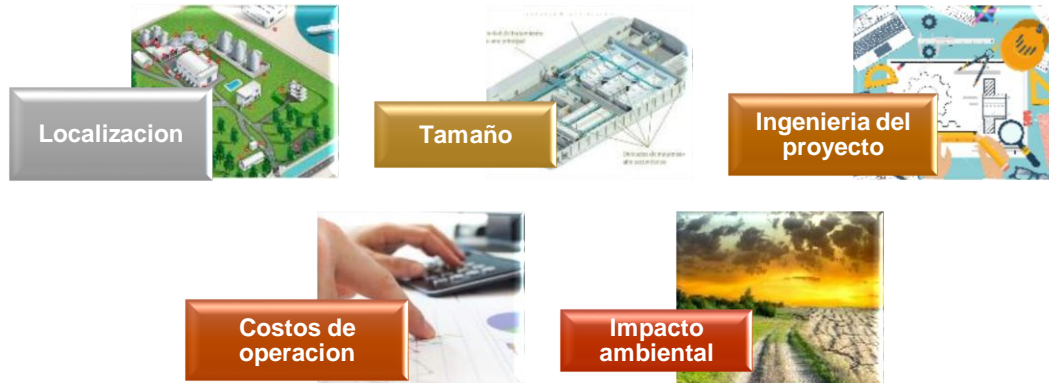 Localizacion
Tamaño
Ingenieria del
proyecto
Costos de
operacion
Impacto
ambiental